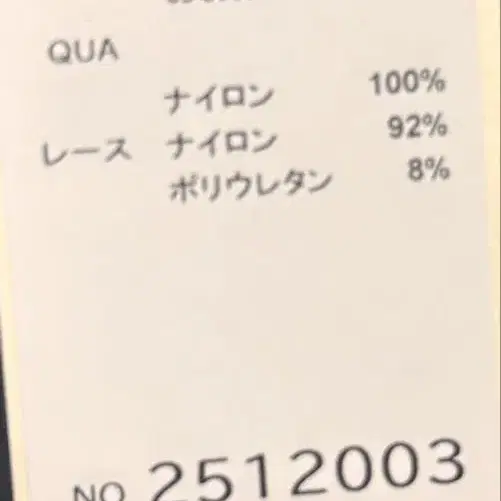 QUA
ナイロン 100%
レース ナイロン 92%
ポリウレタン 8%
NO 2512003